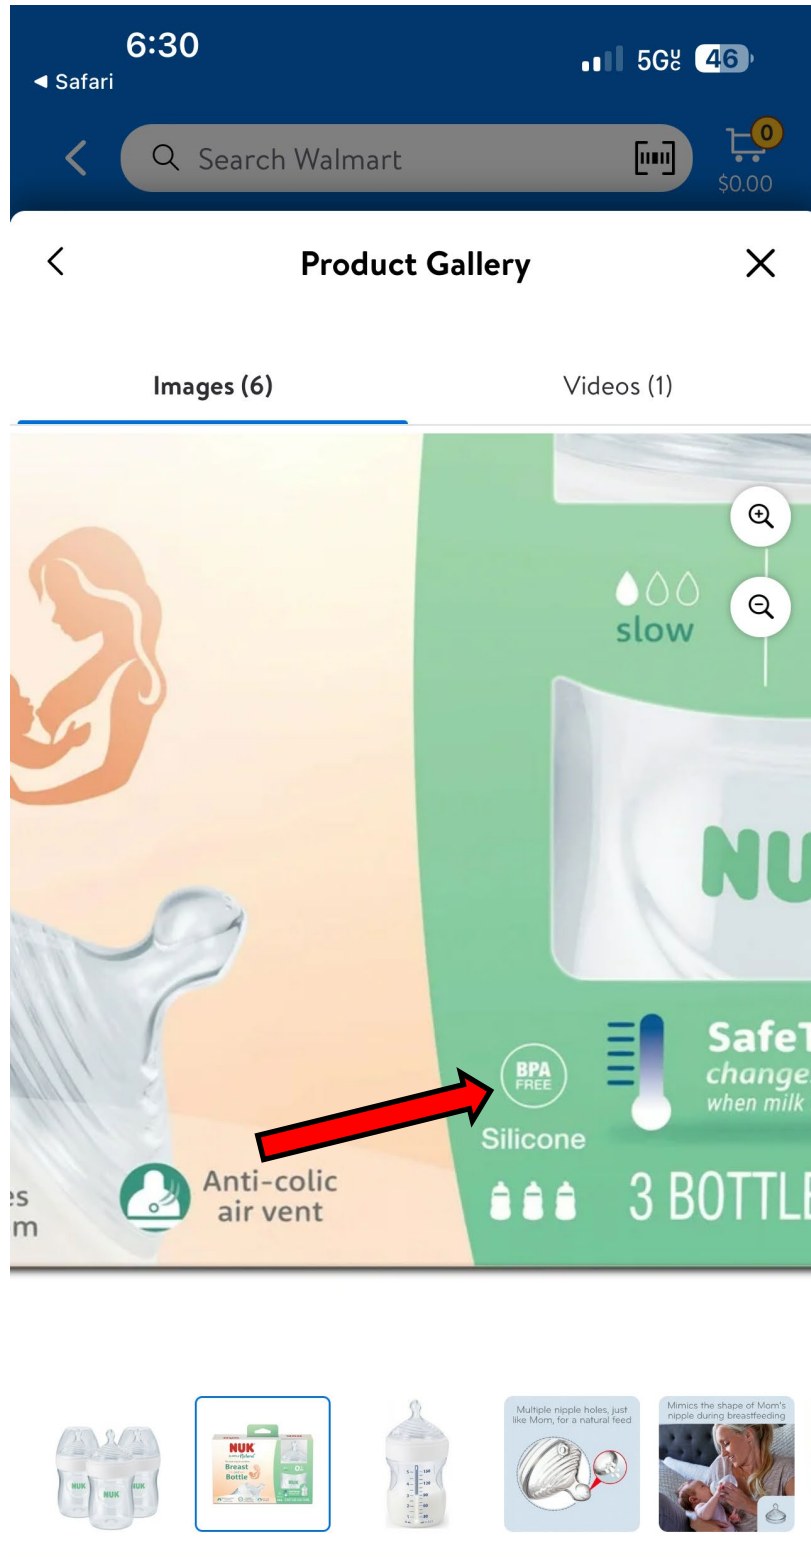 6:30
Safari
5G UC
46
Search Walmart
0
$0.00
Product Gallery
Images (6)
Videos (1)
slow
NU
BPA
FREE
SafeT
change
when milk
Silicone
Anti-colic
air vent
es
m
3 BOTTLE
NUK
NUK
NUK
NUK
Breast
Bottle
Multiple nipple holes, just
like Mom, for a natural feed
Mimics the shape of Mom's
nipple during breastfeeding